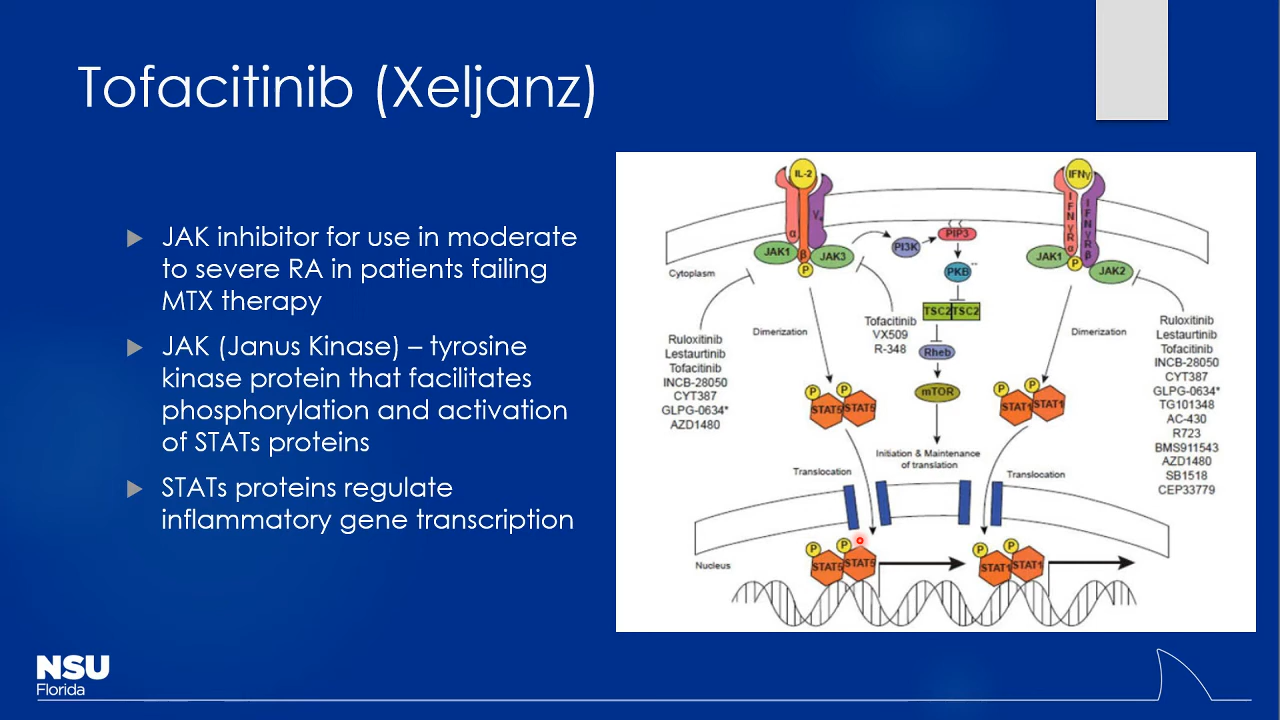 Tofacitinib (Xeljanz)
JAK inhibitor for use in moderate
to severe RA in patients failing
MTX therapy
JAK (Janus Kinase) – tyrosine
kinase protein that facilitates
phosphorylation and activation
of STATs proteins
STATs proteins regulate
inflammatory gene transcription
IL-2
α
β
JAK1
JAK3
P
Cytoplasm
PI3K
PIP3
PKB
TSC2
TSC2
Rheb
mTOR
Initiation & Maintenance
of translation
Ruloxitinib
Lestaurtinib
Tofacitinib
INCB-28050
CYT387
GLPG-0634*
AZD1480
Dimerization
Tofacitinib
VX509
R-348
P
P
STAT5
STAT5
Translocation
IFNγ
IFNγR α
IFNγR β
JAK1
P
JAK2
Dimerization
Ruloxitinib
Lestaurtinib
Tofacitinib
INCB-28050
CYT387
GLPG-0634*
TG101348
AC-430
R723
BMS911543
AZD1480
SB1518
CEP33779
P
P
STAT1
STAT1
Translocation
Nucleus
P
P
STAT5
STAT5
P
P
STAT1
STAT1
NSU
Florida